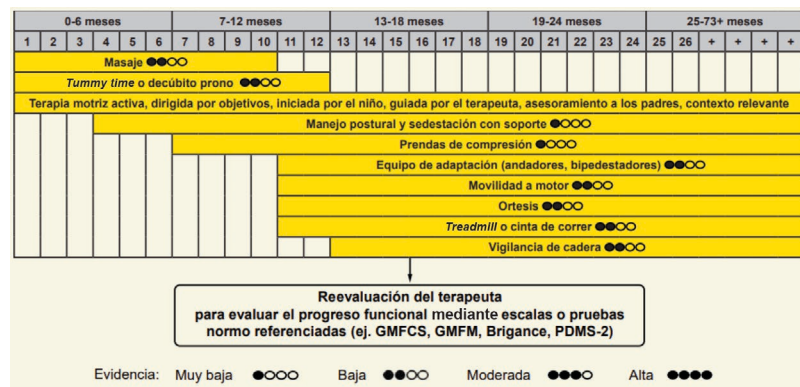 0-6 meses 7-12 meses 13-18 meses 19-24 meses 25-73+ meses
1 2 3 4 5 6 7 8 9 10 11 12 13 14 15 16 17 18 19 20 21 22 23 24 25 26 + + + +
Masaje ●●○○
Tummy time o decúbito prono ●●○○
Terapia motriz activa, dirigida por objetivos, iniciada por el niño, guiada por el terapeuta, asesoramiento a los padres, contexto relevante
Manejo postural y sedestación con soporte ●○○○
Prendas de compresión ●○○○
Equipo de adaptación (andadores, bipedestadores) ●●○○
Movilidad a motor ●●○○
Ortesis ●●○○
Treadmill o cinta de correr ●●○○
Vigilancia de cadera ●●○○
Reevaluación del terapeuta
para evaluar el progreso funcional mediante escalas o pruebas
normo referenciadas (ej. GMFCS, GMFM, Brigance, PDMS-2)
Evidencia: Muy baja ●○○○ Baja ●●○○ Moderada ●●●○ Alta ●●●●